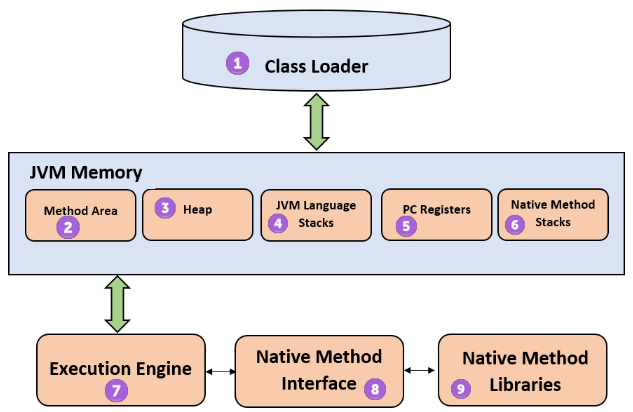 1 Class Loader
JVM Memory
Method Area
2
3 Heap
JVM Language
4 Stacks
PC Registers
5
Native Method
6 Stacks
Execution Engine
7
Native Method
Interface 8
Native Method
9 Libraries